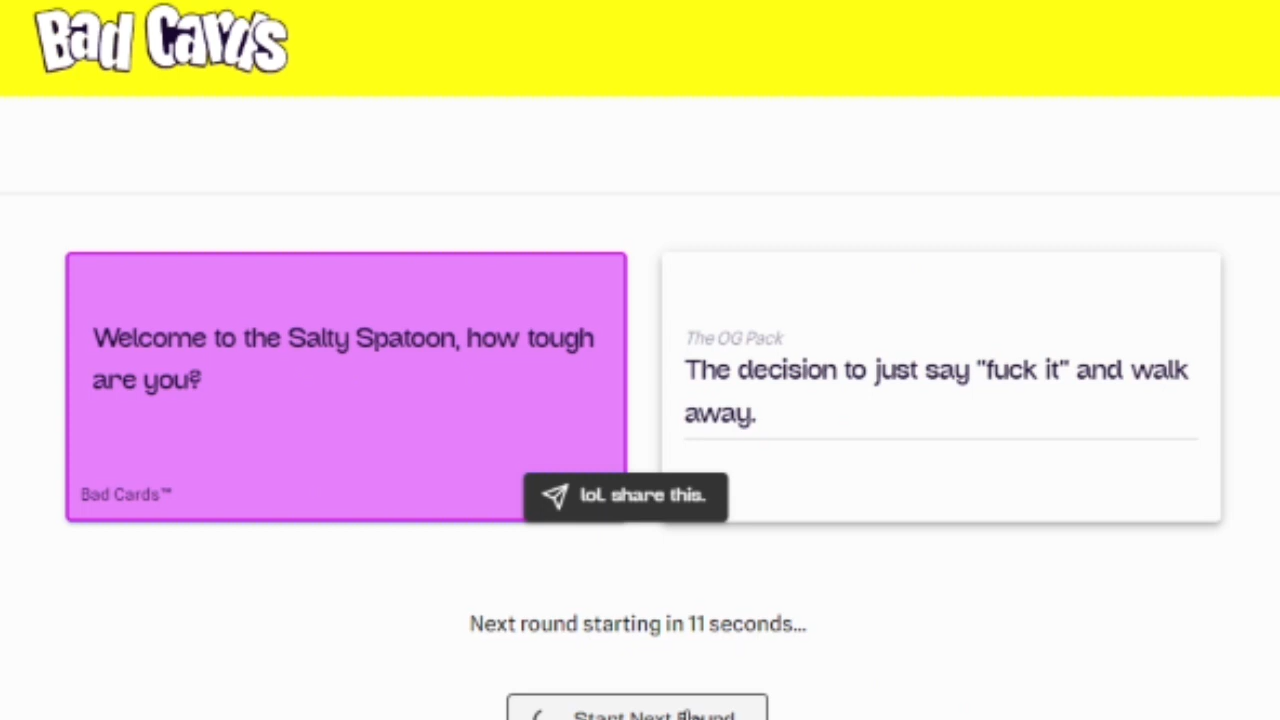 Bad Cards
Welcome to the Salty Spatoon, how tough
are you?
Bad Cards™
The OG Pack
The decision to just say "fuck it" and walk
away.
lol. share this.
Next round starting in 11 seconds...
Start Next Round